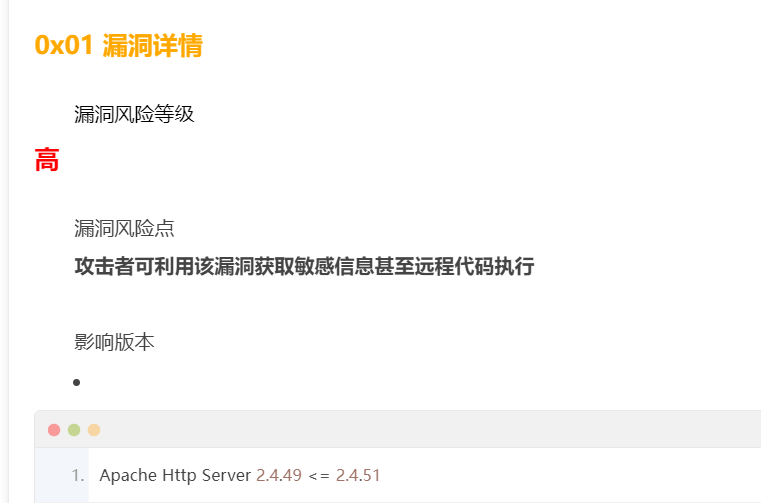 0x01 漏洞详情
漏洞风险等级
高
漏洞风险点
攻击者可利用该漏洞获取敏感信息甚至远程代码执行
影响版本
•
1. Apache Http Server 2.4.49 <= 2.4.51